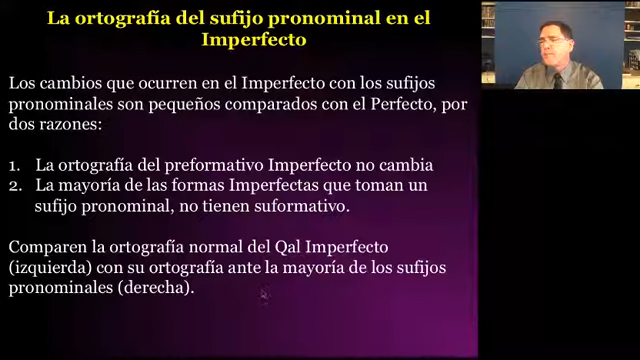 La ortografía del sufijo pronominal en el
Imperfecto
Los cambios que ocurren en el Imperfecto con los sufijos
pronominales son pequeños comparados con el Perfecto, por
dos razones:
1. La ortografía del preformativo Imperfecto no cambia
2. La mayoría de las formas Imperfectas que toman un
sufijo pronominal, no tienen suformativo.
Comparen la ortografía normal del Qal Imperfecto
(izquierda) con su ortografía ante la mayoría de los sufijos
pronominales (derecha).